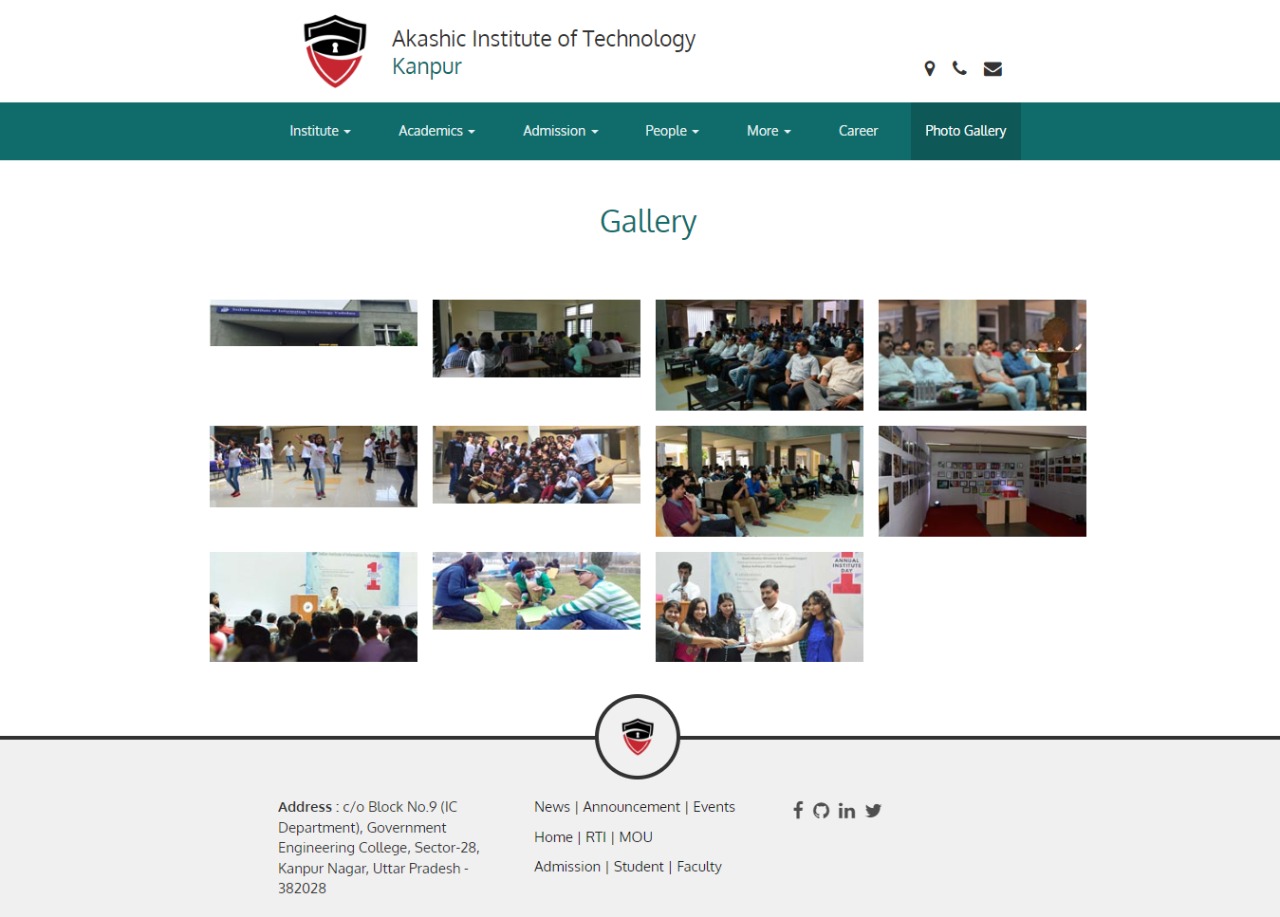 Akashic Institute of Technology
Kanpur
Institute
Academics
Admission
People
More
Career
Photo Gallery
Gallery
Indian Institute of Information Technology Vadodara
ANNUAL
INSTITUTE
DAY
1
1
Address : c/o Block No.9 (IC
Department), Government
Engineering College, Sector-28,
Kanpur Nagar, Uttar Pradesh -
382028
News | Announcement | Events
Home | RTI | MOU
Admission | Student | Faculty